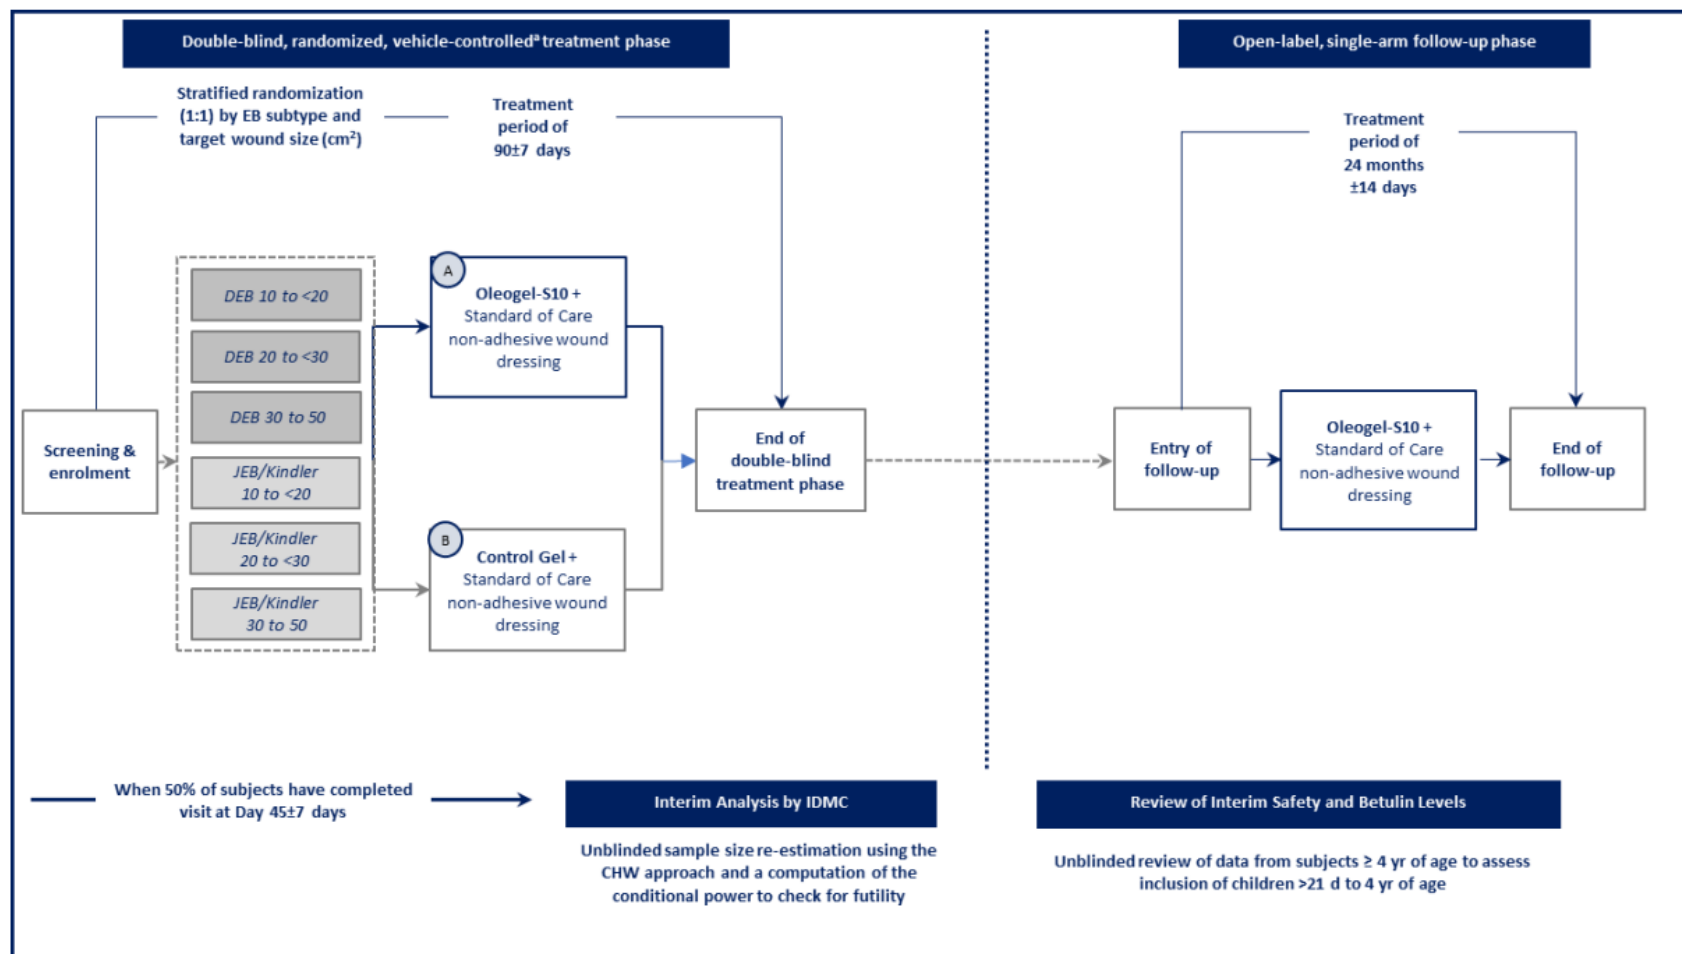 Double-blind, randomized, vehicle-controlledᵃ treatment phase
Open-label, single-arm follow-up phase
Stratified randomization
(1:1) by EB subtype and
target wound size (cm²)
Treatment
period of
90±7 days
Treatment
period of
24 months
±14 days
Screening &
enrolment
DEB 10 to <20
DEB 20 to <30
DEB 30 to 50
JEB/Kindler
10 to <20
JEB/Kindler
20 to <30
JEB/Kindler
30 to 50
A
Oleogel-S10 +
Standard of Care
non-adhesive wound
dressing
B
Control Gel +
Standard of Care
non-adhesive wound
dressing
End of
double-blind
treatment phase
Entry of
follow-up
Oleogel-S10 +
Standard of Care
non-adhesive wound
dressing
End of
follow-up
When 50% of subjects have completed
visit at Day 45±7 days
Interim Analysis by IDMC
Unblinded sample size re-estimation using the
CHW approach and a computation of the
conditional power to check for futility
Review of Interim Safety and Betulin Levels
Unblinded review of data from subjects ≥ 4 yr of age to assess
inclusion of children >21 d to 4 yr of age